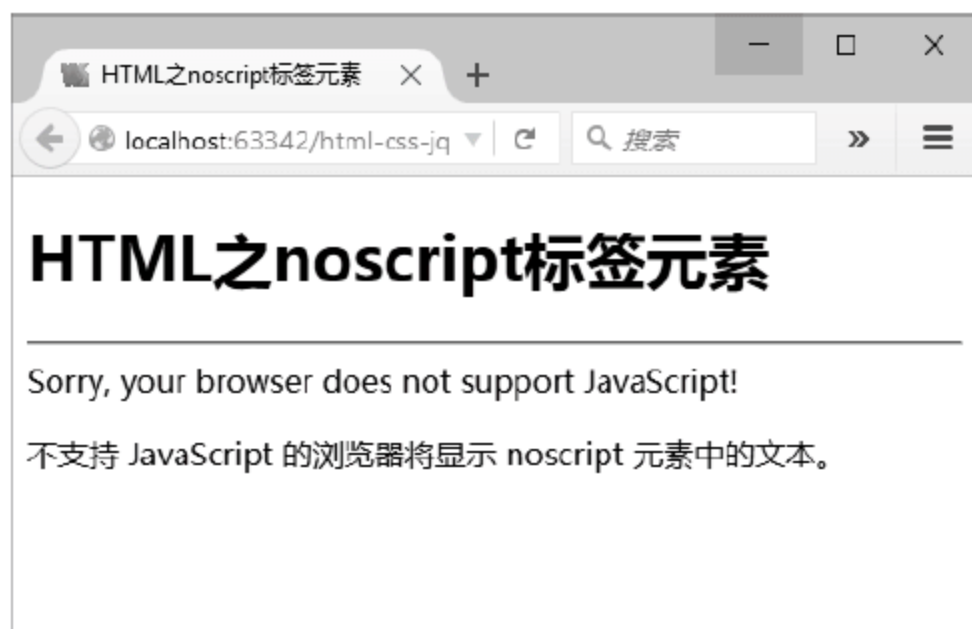 HTML之noscript标签元素
localhost:63342/html-css-jq
搜索
HTML之noscript标签元素
Sorry, your browser does not support JavaScript!
不支持 JavaScript 的浏览器将显示 noscript 元素中的文本。